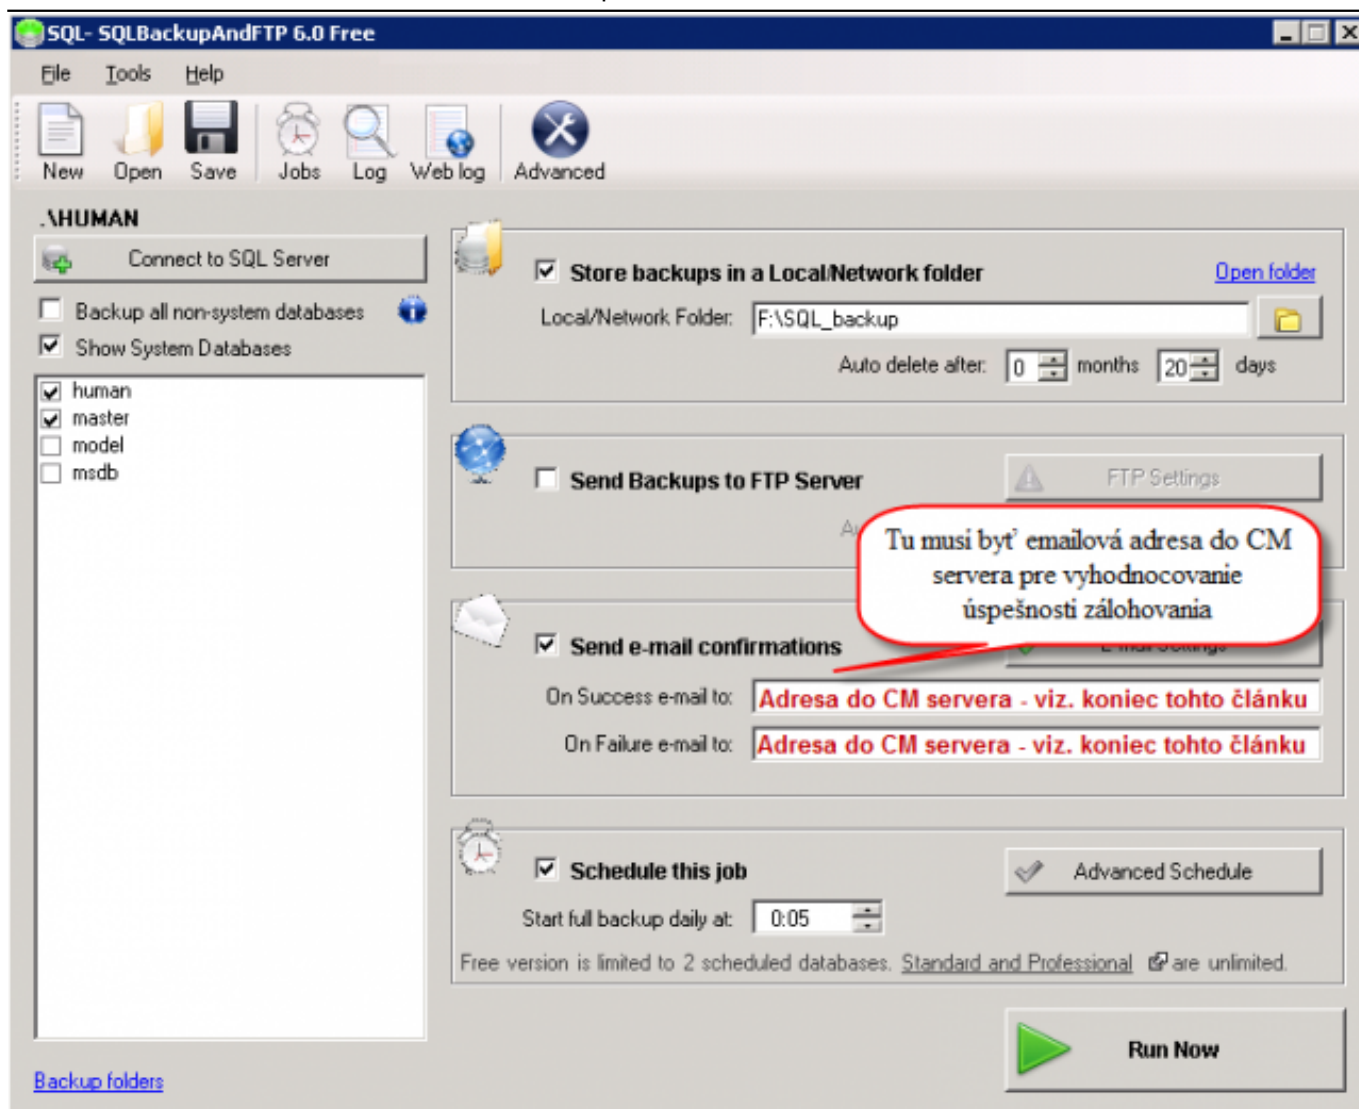 SQL- SQLBackupAndFTP 6.0 Free
File Tools Help
New Open Save Jobs Log Web log Advanced
.\HUMAN
Connect to SQL Server
Backup all non-system databases
Show System Databases
human
master
model
msdb
Backup folders
Store backups in a Local/Network folder
Open folder
Local/Network Folder: F:\SQL_backup
Auto delete after: 0 months 20 days
Send Backups to FTP Server
FTP Settings
Tu musi byť emailová adresa do CM
servera pre vyhodnocovanie
úspešnosti zálohovania
Send e-mail confirmations
E-mail Settings
On Success e-mail to: Adresa do CM servera - viz. koniec tohto článku
On Failure e-mail to: Adresa do CM servera - viz. koniec tohto článku
Schedule this job
Advanced Schedule
Start full backup daily at: 0:05
Free version is limited to 2 scheduled databases. Standard and Professional are unlimited.
Run Now